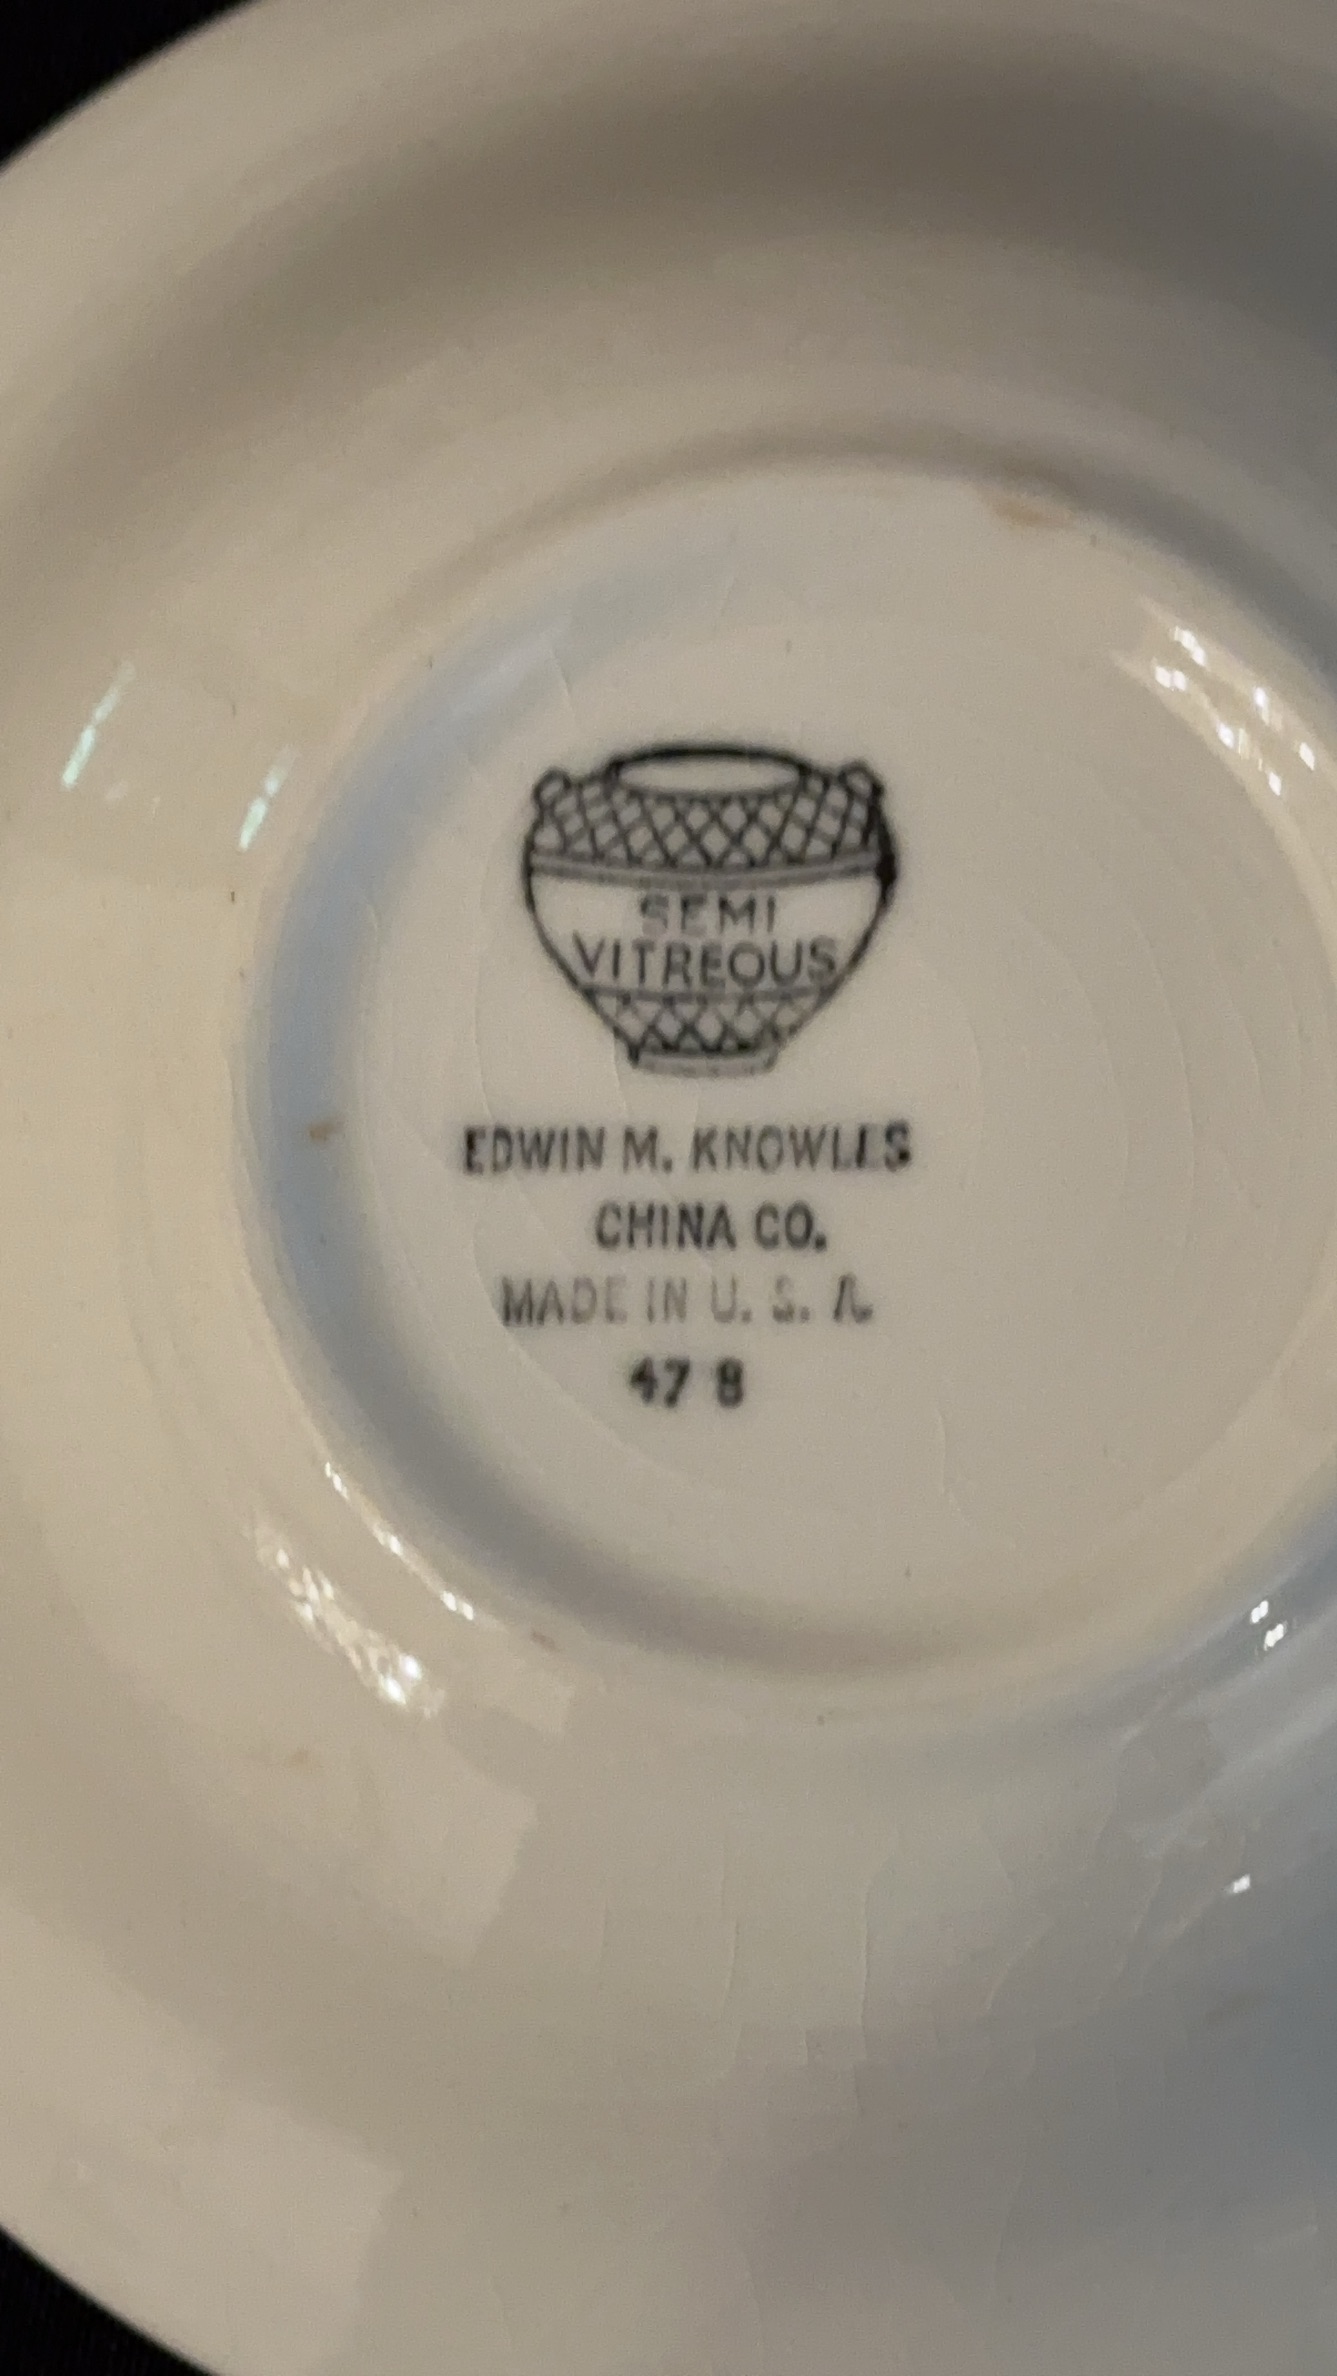 SEMI
VITREOUS
EDWIN M. KNOWLES
CHINA CO.
MADE IN U. S. A.
47 8